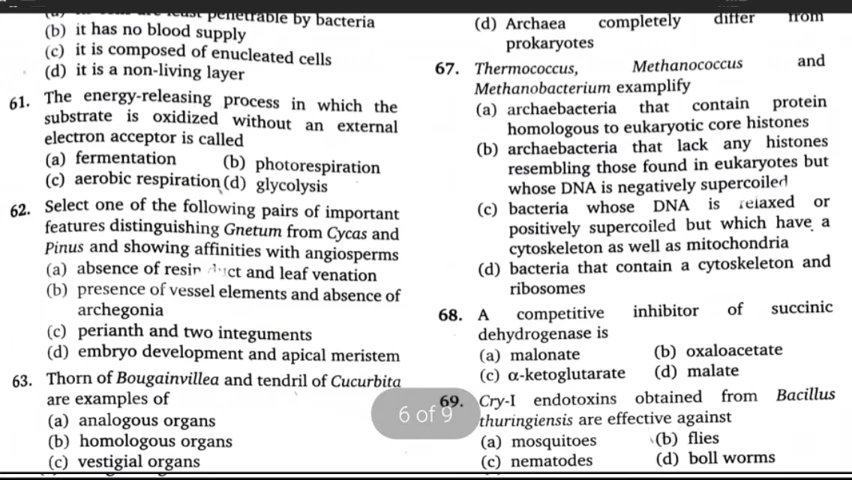 penetrable by bacteria
(b) it has no blood supply
(c) it is composed of enucleated cells
(d) it is a non-living layer
61. The energy-releasing process in which the
substrate is oxidized without an external
electron acceptor is called
(a) fermentation (b) photorespiration
(c) aerobic respiration (d) glycolysis
62. Select one of the following pairs of important
features distinguishing Gnetum from Cycas and
Pinus and showing affinities with angiosperms
(a) absence of resin duct and leaf venation
(b) presence of vessel elements and absence of
archegonia
(c) perianth and two integuments
(d) embryo development and apical meristem
63. Thorn of Bougainvillea and tendril of Cucurbita
are examples of
(a) analogous organs
(b) homologous organs
(c) vestigial organs
(d) Archaea completely differ from
prokaryotes
67. Thermococcus, Methanococcus and
Methanobacterium examplify
(a) archaebacteria that contain protein
homologous to eukaryotic core histones
(b) archaebacteria that lack any histones
resembling those found in eukaryotes but
whose DNA is negatively supercoiled
(c) bacteria whose DNA is relaxed or
positively supercoiled but which have a
cytoskeleton as well as mitochondria
(d) bacteria that contain a cytoskeleton and
ribosomes
68. A competitive inhibitor of succinic
dehydrogenase is
(a) malonate (b) oxaloacetate
(c) α-ketoglutarate (d) malate
69. Cry-I endotoxins obtained from Bacillus
thuringiensis are effective against
(a) mosquitoes (b) flies
(c) nematodes (d) boll worms
6 of 9